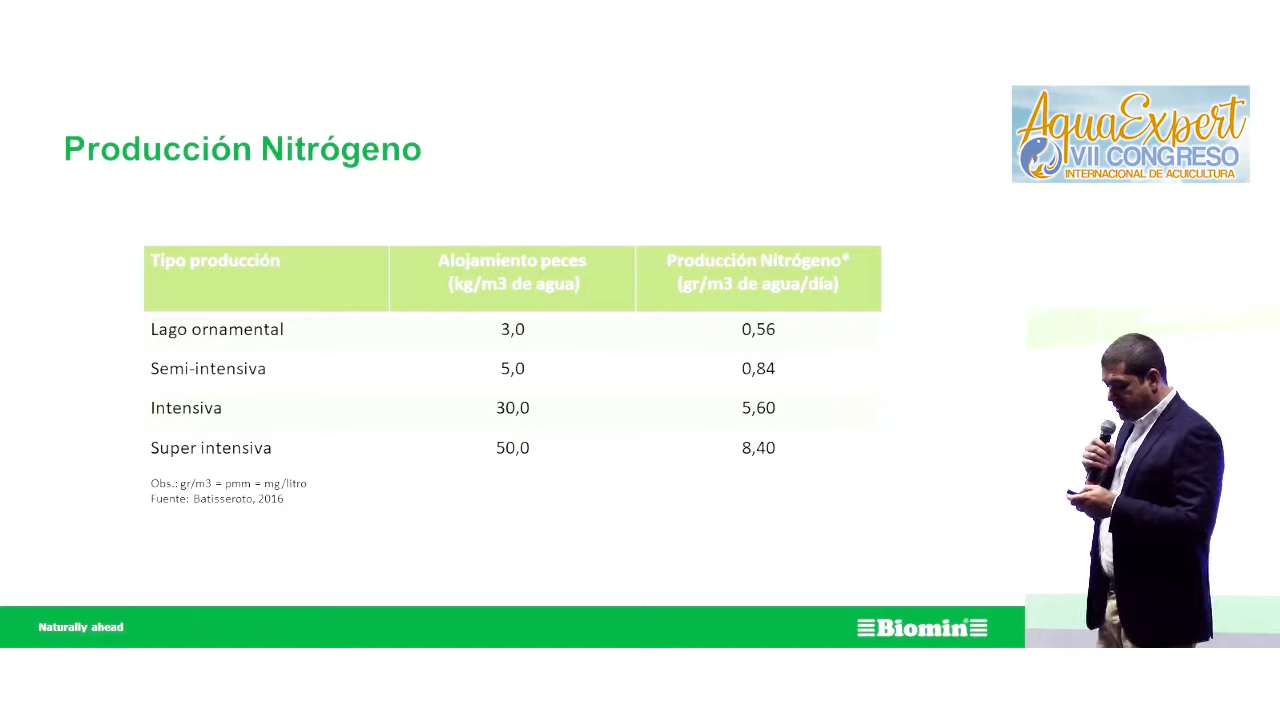 Producción Nitrógeno
AquaExpert
VII CONGRESO
INTERNACIONAL DE ACUICULTURA
Tipo producción Alojamiento peces Producción Nitrógeno*
(kg/m3 de agua) (gr/m3 de agua/día)
Lago ornamental 3,0 0,56
Semi-intensiva 5,0 0,84
Intensiva 30,0 5,60
Super intensiva 50,0 8,40
Obs.: gr/m3 = pmm = mg/litro
Fuente: Batisseroto, 2016
Naturally ahead
Biomin®